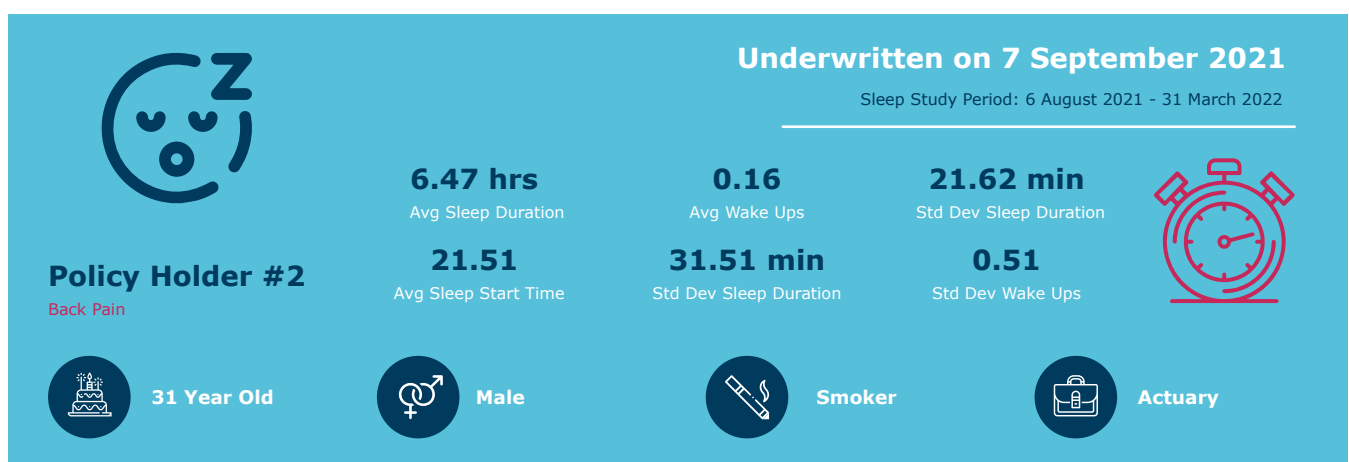 Underwritten on 7 September 2021
Sleep Study Period: 6 August 2021 - 31 March 2022
6.47 hrs
Avg Sleep Duration
0.16
Avg Wake Ups
21.62 min
Std Dev Sleep Duration
21.51
Avg Sleep Start Time
31.51 min
Std Dev Sleep Duration
0.51
Std Dev Wake Ups
Policy Holder #2
Back Pain
31 Year Old
Male
Smoker
Actuary